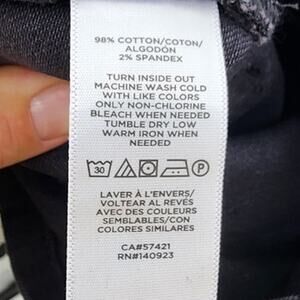 98% COTTON/COTON/
ALGODÓN
2% SPANDEX
TURN INSIDE OUT
MACHINE WASH COLD
WITH LIKE COLORS
ONLY NON-CHLORINE
BLEACH WHEN NEEDED
TUMBLE DRY LOW
WARM IRON WHEN
NEEDED
30 P
LAVER À L'ENVERS/
VOLTEAR AL REVÉS
AVEC DES COULEURS
SEMBLABLES/CON
COLORES SIMILARES
CA#57421
RN#140923